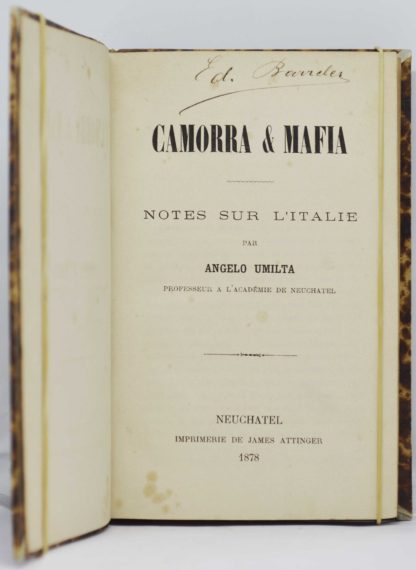 Ed.
CAMORRA & MAFIA
NOTES SUR L'ITALIE
PAR
ANGELO UMILTA
PROFESSEUR A L'ACADÉMIE DE NEUCHATEL
NEUCHATEL
IMPRIMERIE DE JAMES ATTINGER
1878